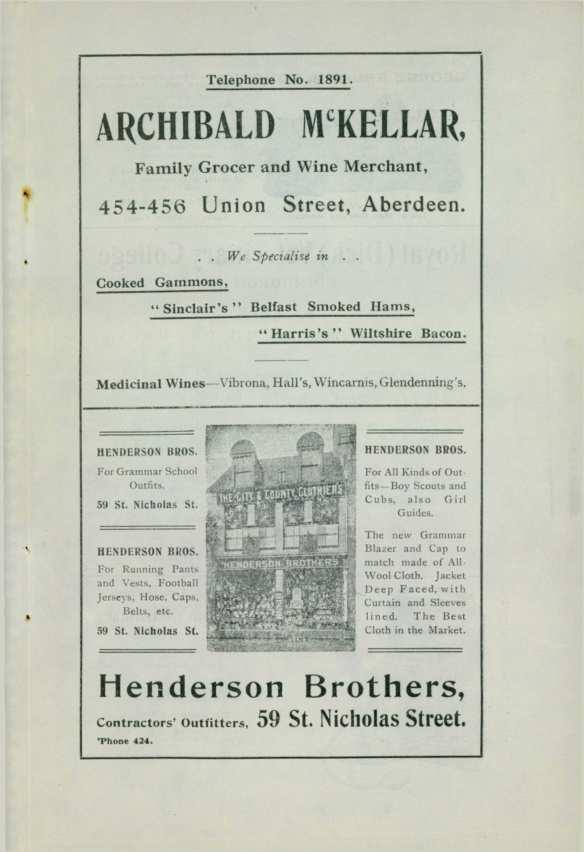 Telephone No. 1891.
ARCHIBALD McKELLAR,
Family Grocer and Wine Merchant,
454-456 Union Street, Aberdeen.
. . We Specialise in . .
Cooked Gammons,
"Sinclair's" Belfast Smoked Hams,
"Harris's" Wiltshire Bacon.
Medicinal Wines—Vibrona, Hall's, Wincarnis, Glendenning's.
HENDERSON BROS.
For Grammar School
Outfits.
59 St. Nicholas St.
HENDERSON BROS.
For Running Pants
and Vests, Football
Jerseys, Hose, Caps,
Belts, etc.
59 St. Nicholas St.
THE CITY & COUNTY CLOTHIERS
HENDERSON BROTHERS
HENDERSON BROS.
For All Kinds of Out-
fits—Boy Scouts and
Cubs, also Girl
Guides.
The new Grammar
Blazer and Cap to
match made of All-
Wool Cloth. Jacket
Deep Faced, with
Curtain and Sleeves
lined. The Best
Cloth in the Market.
Henderson Brothers,
Contractors' Outfitters, 59 St. Nicholas Street.
'Phone 424.